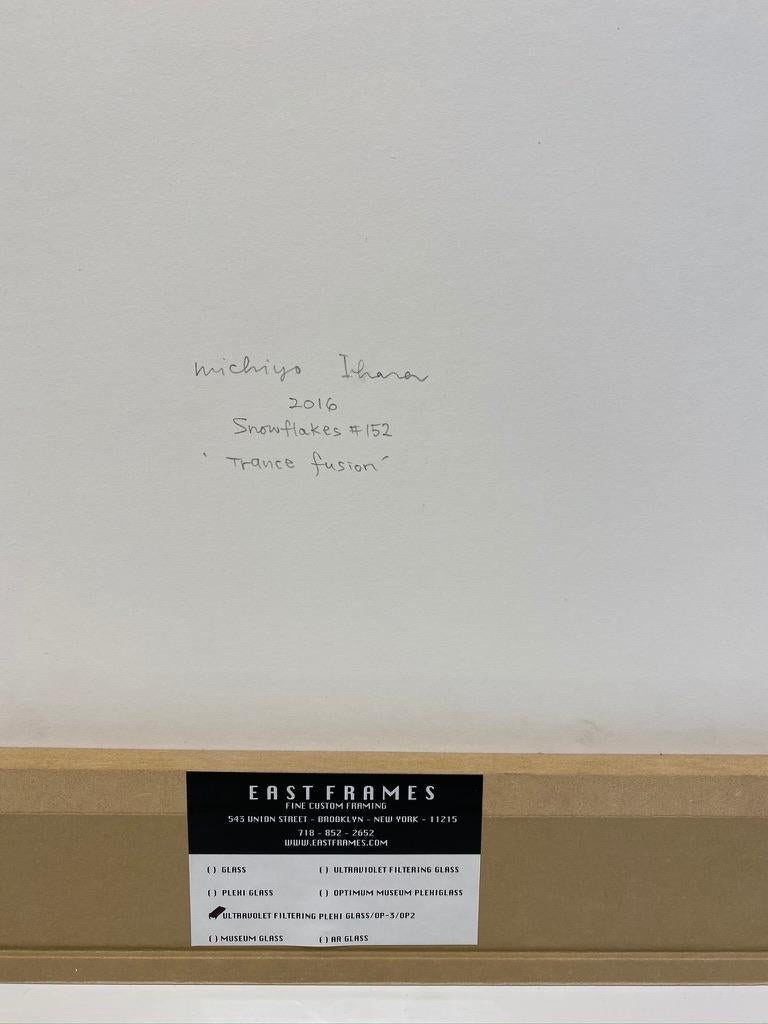 michiyo Ihara
2016
Snowflakes #152
'Trance fusion'
EAST FRAMES
FINE CUSTOM FRAMING
543 UNION STREET - BROOKLYN - NEW YORK - 11215
718 - 852 - 2652
WWW.EASTFRAMES.COM
( ) GLASS ( ) ULTRAVIOLET FILTERING GLASS
( ) PLEXI GLASS ( ) OPTIMUM MUSEUM PLEXIGLASS
ULTRAVOLET FILTERING PLEXI GLASS/OP-3/OP2
( ) MUSEUM GLASS ( ) AR GLASS